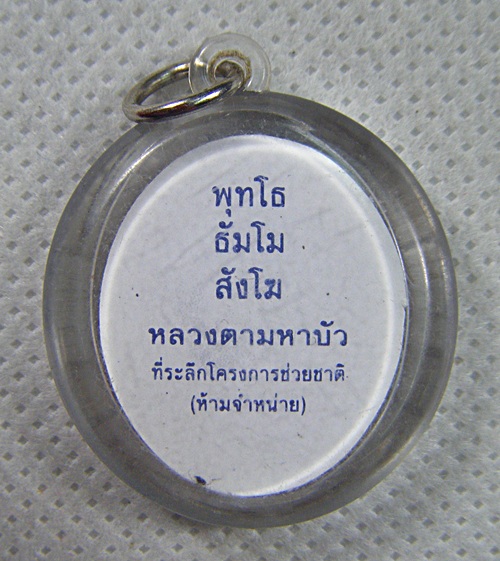 พุทโธ
ธัมโม
สังโฆ
หลวงตามหาบัว
ที่ระลึกโครงการช่วยชาติ
(ห้ามจำหน่าย)